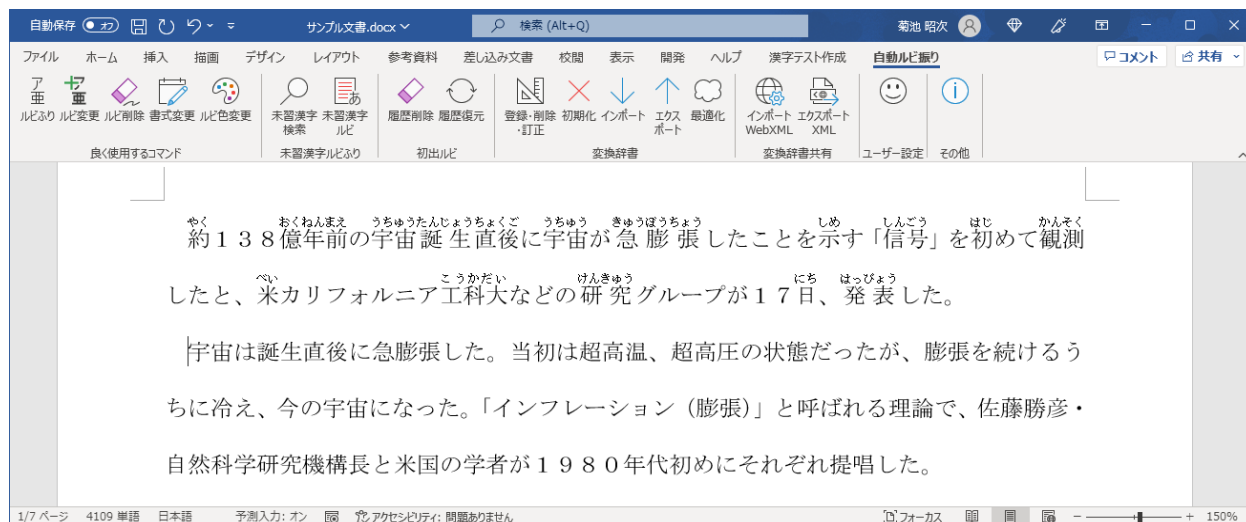 自動保存 オフ サンプル文書.docx 検索 (Alt+Q) 菊池 昭次
ファイル ホーム 挿入 描画 デザイン レイアウト 参考資料 差し込み文書 校閲 表示 開発 ヘルプ 漢字テスト作成 自動ルビ振り コメント 共有
ア亜 ア亜 あ
ルビふり ルビ変更 ルビ削除 書式変更 ルビ色変更 未習漢字検索 未習漢字ルビ 履歴削除 履歴復元 登録・削除・訂正 初期化 インポート エクスポート 最適化 インポートWebXML エクスポートXML
良く使用するコマンド 未習漢字ルビふり 初出ルビ 変換辞書 変換辞書共有 ユーザー設定 その他
やく おくねんまえ うちゅうたんじょうちょくご うちゅう きゅうぼうちょう しめ しんごう はじ かんそく
約138億年前の宇宙誕生直後に宇宙が急膨張したことを示す「信号」を初めて観測
べい こうかだい けんきゅう にち はっぴょう
したと、米カリフォルニア工科大などの研究グループが17日、発表した。
宇宙は誕生直後に急膨張した。当初は超高温、超高圧の状態だったが、膨張を続けるう
ちに冷え、今の宇宙になった。「インフレーション（膨張）」と呼ばれる理論で、佐藤勝彦・
自然科学研究機構長と米国の学者が1980年代初めにそれぞれ提唱した。
1/7 ページ 4109 単語 日本語 予測入力: オン アクセシビリティ: 問題ありません フォーカス 150%